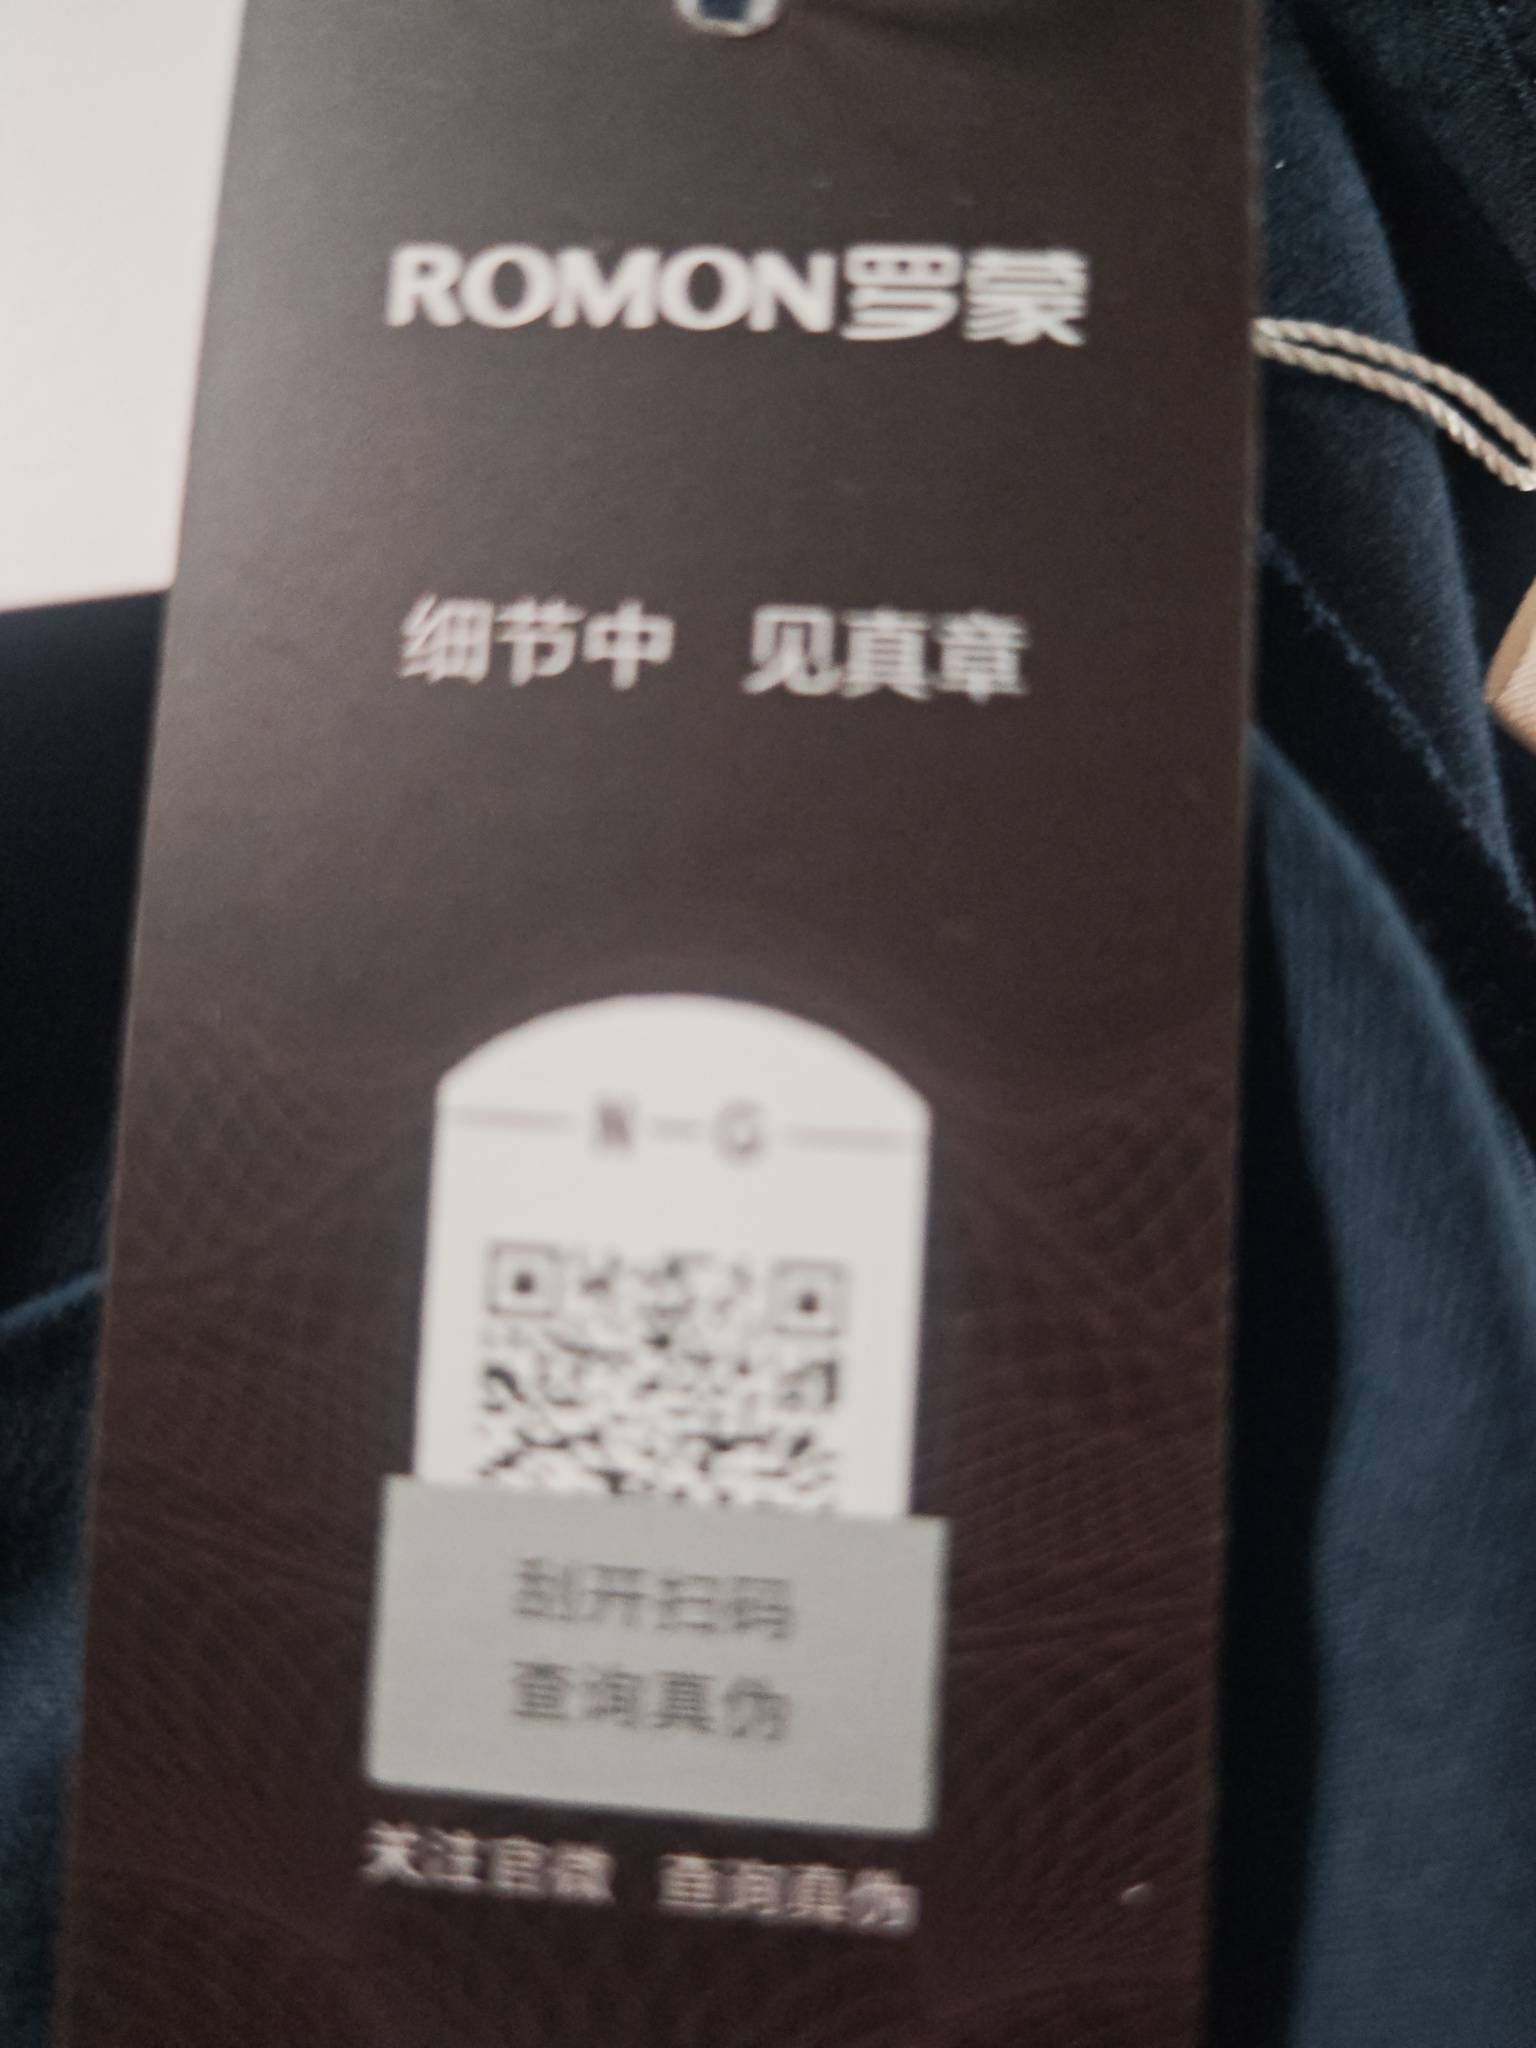 ROMON罗蒙
细节中 见真章
N—G
刮开扫码
查询真伪
关注官微 查询真伪